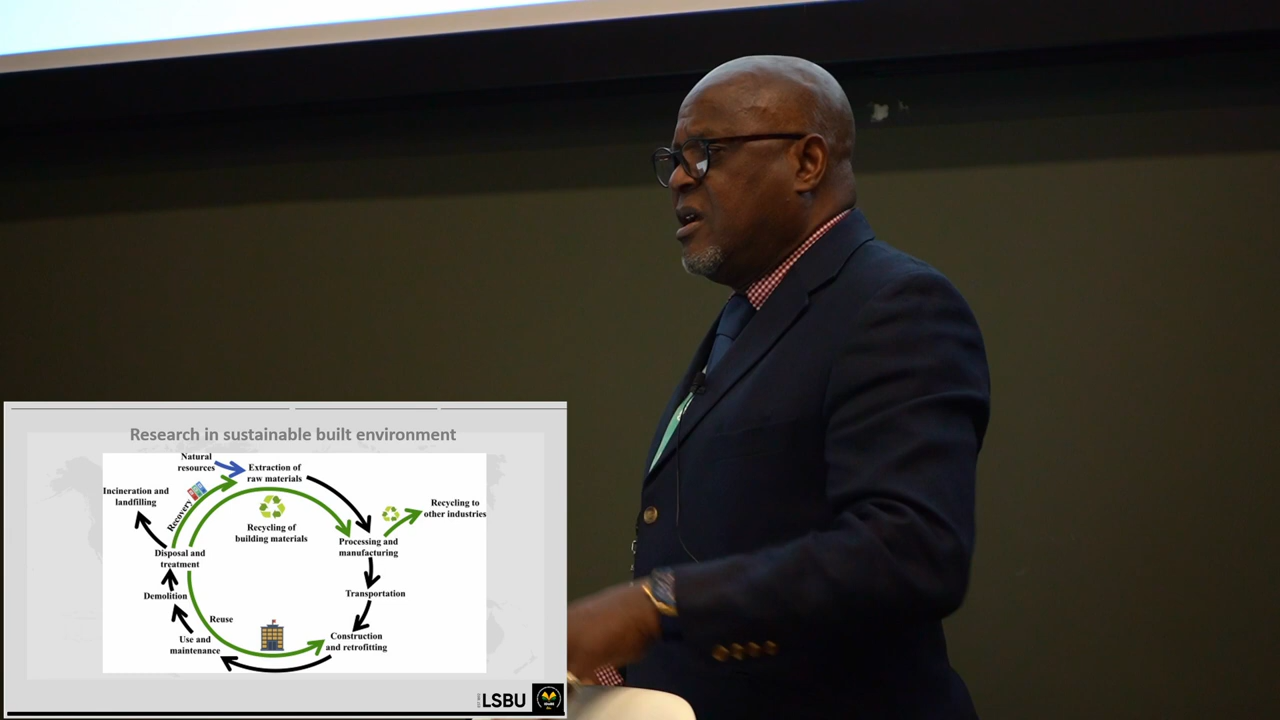 Research in sustainable built environment
Natural
resources
Extraction of
raw materials
Incineration and
landfilling
Recovery
Recycling of
building materials
Recycling to
other industries
Processing and
manufacturing
Disposal and
treatment
Demolition
Transportation
Reuse
Use and
maintenance
Construction
and retrofitting
LSBU